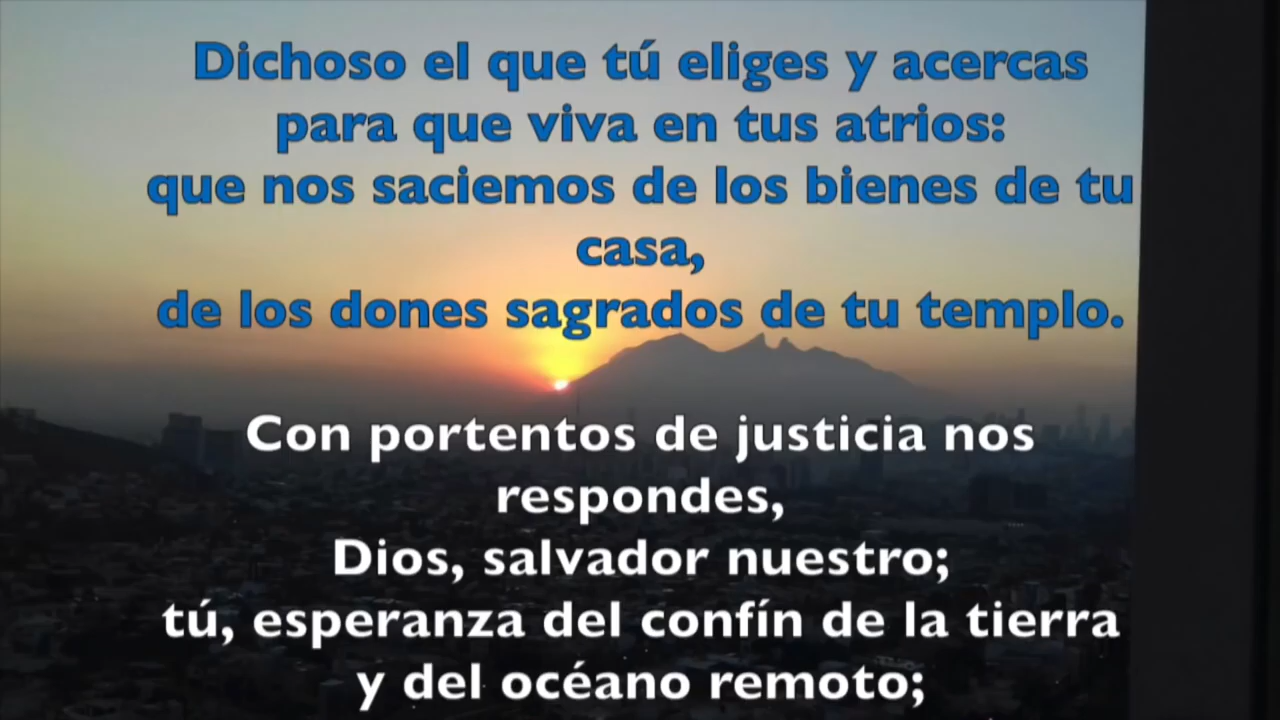 Dichoso el que tú eliges y acercas
para que viva en tus atrios:
que nos saciemos de los bienes de tu
casa,
de los dones sagrados de tu templo.
Con portentos de justicia nos
respondes,
Dios, salvador nuestro;
tú, esperanza del confín de la tierra
y del océano remoto;